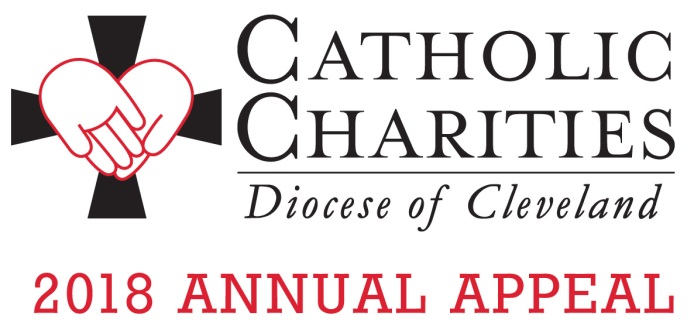 CATHOLIC
CHARITIES
Diocese of Cleveland
2018 ANNUAL APPEAL